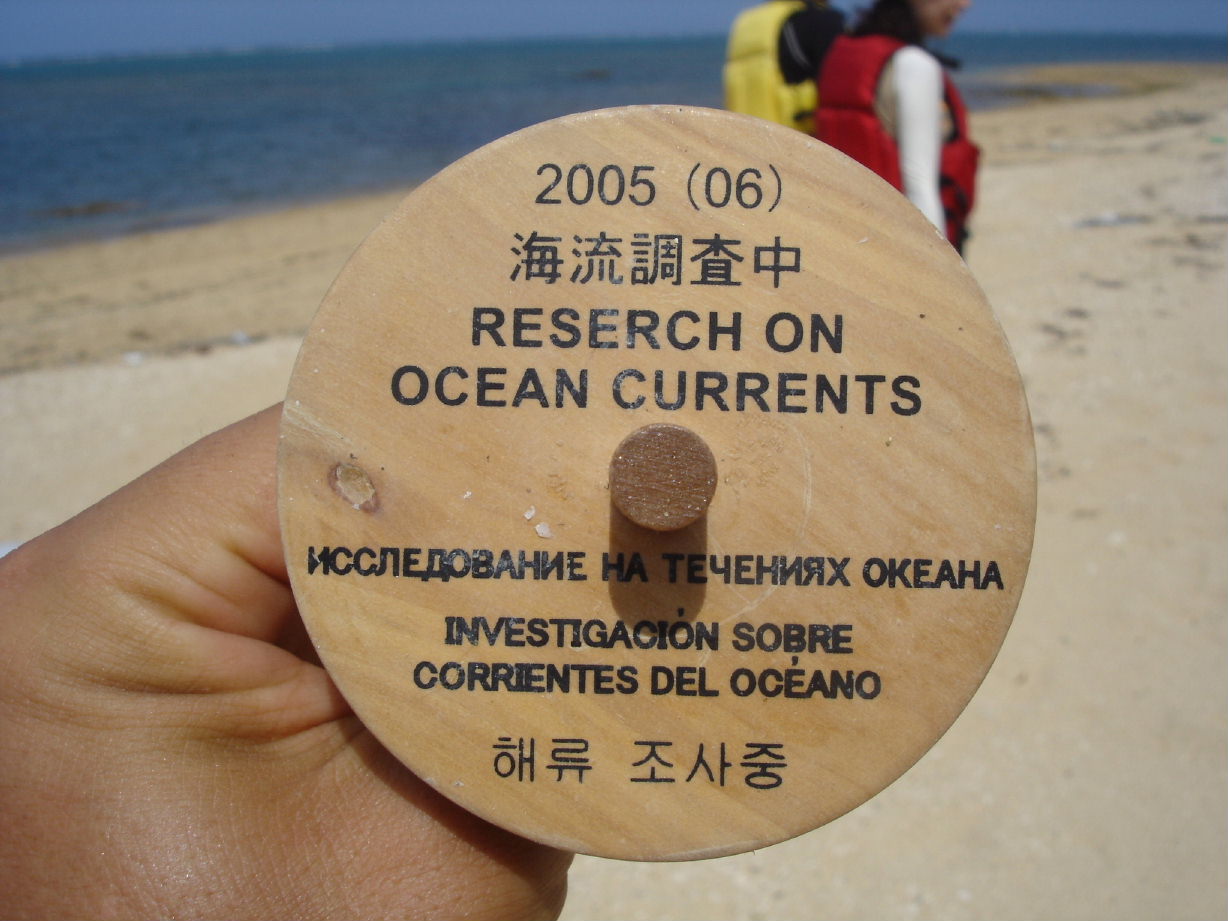 2005（06）
海流調査中
RESERCH ON
OCEAN CURRENTS
ИССЛЕДОВАНИЕ НА ТЕЧЕНИЯХ ОКЕАНА
INVESTIGACIÓN SOBRE
CORRIENTES DEL OCÉANO
해류 조사중